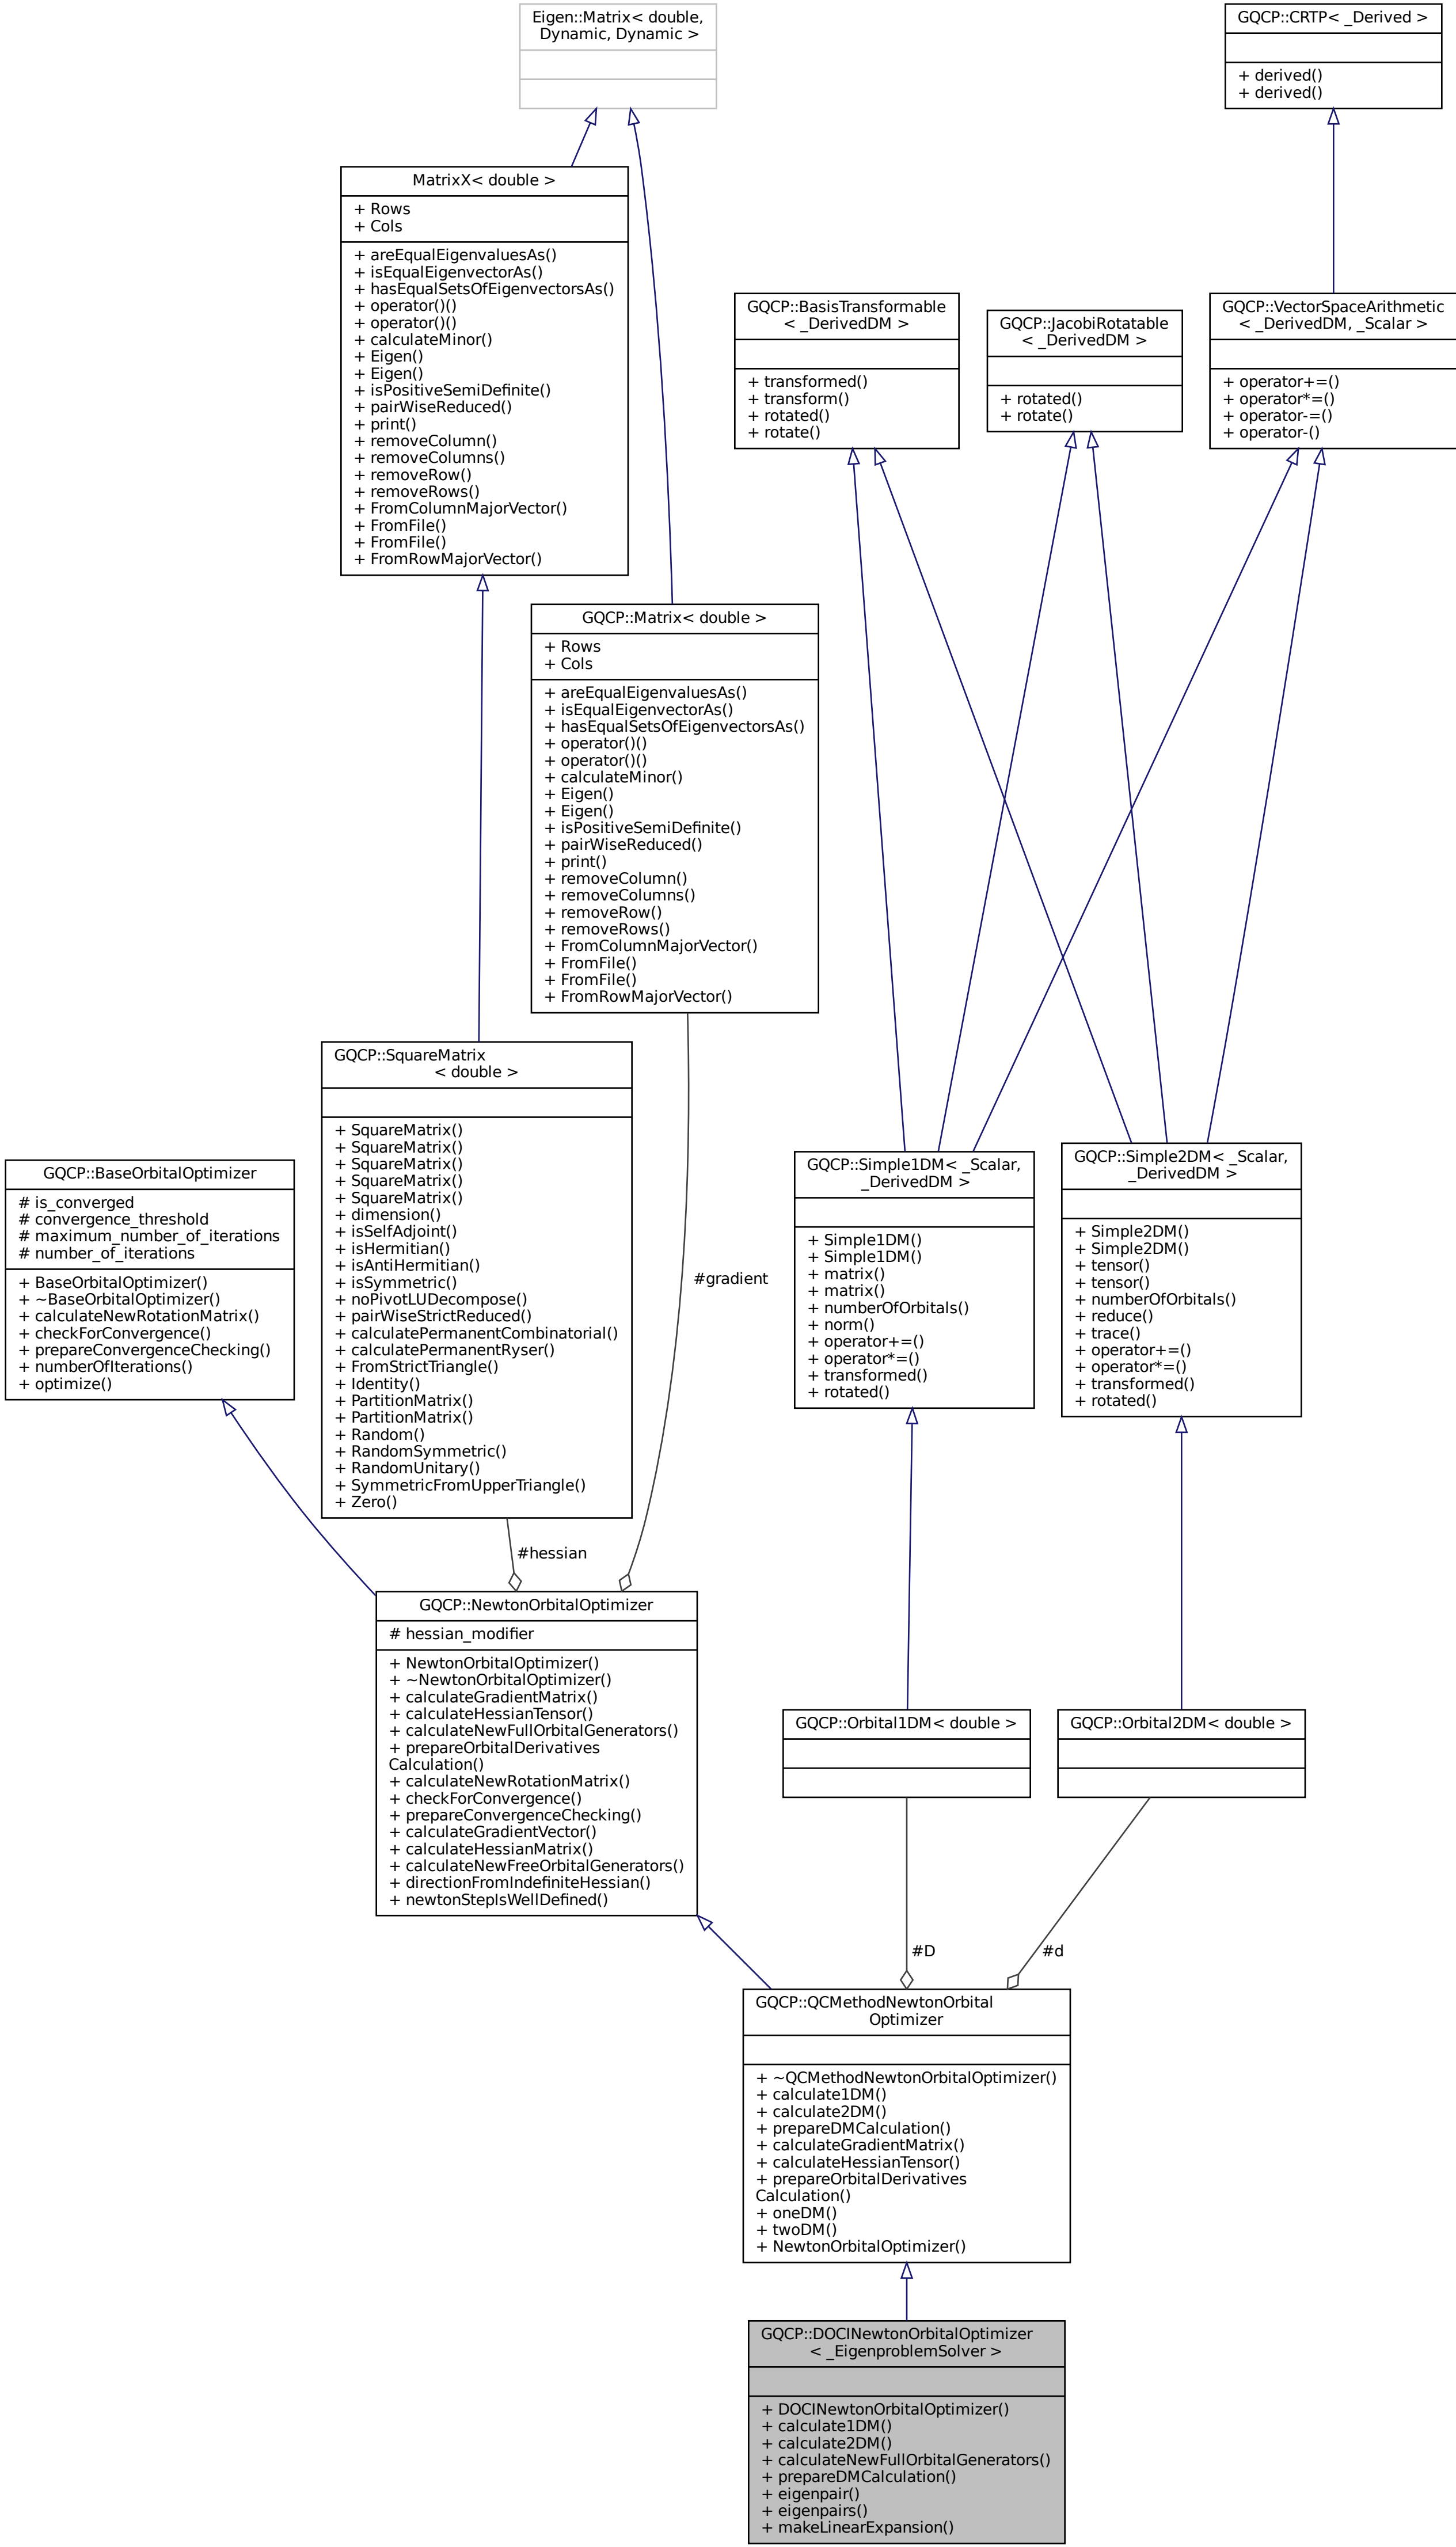 Eigen::Matrix< double,
Dynamic, Dynamic >
GQCP::CRTP< _Derived >
+ derived()
+ derived()
MatrixX< double >
+ Rows
+ Cols
+ areEqualEigenvaluesAs()
+ isEqualEigenvectorAs()
+ hasEqualSetsOfEigenvectorsAs()
+ operator()()
+ operator()()
+ calculateMinor()
+ Eigen()
+ Eigen()
+ isPositiveSemiDefinite()
+ pairWiseReduced()
+ print()
+ removeColumn()
+ removeColumns()
+ removeRow()
+ removeRows()
+ FromColumnMajorVector()
+ FromFile()
+ FromFile()
+ FromRowMajorVector()
GQCP::BasisTransformable
< _DerivedDM >
+ transformed()
+ transform()
+ rotated()
+ rotate()
GQCP::JacobiRotatable
< _DerivedDM >
+ rotated()
+ rotate()
GQCP::VectorSpaceArithmetic
< _DerivedDM, _Scalar >
+ operator+=()
+ operator*=()
+ operator-=()
+ operator-()
GQCP::Matrix< double >
+ Rows
+ Cols
+ areEqualEigenvaluesAs()
+ isEqualEigenvectorAs()
+ hasEqualSetsOfEigenvectorsAs()
+ operator()()
+ operator()()
+ calculateMinor()
+ Eigen()
+ Eigen()
+ isPositiveSemiDefinite()
+ pairWiseReduced()
+ print()
+ removeColumn()
+ removeColumns()
+ removeRow()
+ removeRows()
+ FromColumnMajorVector()
+ FromFile()
+ FromFile()
+ FromRowMajorVector()
GQCP::SquareMatrix
< double >
+ SquareMatrix()
+ SquareMatrix()
+ SquareMatrix()
+ SquareMatrix()
+ SquareMatrix()
+ dimension()
+ isSelfAdjoint()
+ isHermitian()
+ isAntiHermitian()
+ isSymmetric()
+ noPivotLUDecompose()
+ pairWiseStrictReduced()
+ calculatePermanentCombinatorial()
+ calculatePermanentRyser()
+ FromStrictTriangle()
+ Identity()
+ PartitionMatrix()
+ PartitionMatrix()
+ Random()
+ RandomSymmetric()
+ RandomUnitary()
+ SymmetricFromUpperTriangle()
+ Zero()
GQCP::BaseOrbitalOptimizer
# is_converged
# convergence_threshold
# maximum_number_of_iterations
# number_of_iterations
+ BaseOrbitalOptimizer()
+ ~BaseOrbitalOptimizer()
+ calculateNewRotationMatrix()
+ checkForConvergence()
+ prepareConvergenceChecking()
+ numberOfIterations()
+ optimize()
#gradient
GQCP::Simple1DM< _Scalar,
_DerivedDM >
+ Simple1DM()
+ Simple1DM()
+ matrix()
+ matrix()
+ numberOfOrbitals()
+ norm()
+ operator+=()
+ operator*=()
+ transformed()
+ rotated()
GQCP::Simple2DM< _Scalar,
_DerivedDM >
+ Simple2DM()
+ Simple2DM()
+ tensor()
+ tensor()
+ numberOfOrbitals()
+ reduce()
+ trace()
+ operator+=()
+ operator*=()
+ transformed()
+ rotated()
#hessian
GQCP::NewtonOrbitalOptimizer
# hessian_modifier
+ NewtonOrbitalOptimizer()
+ ~NewtonOrbitalOptimizer()
+ calculateGradientMatrix()
+ calculateHessianTensor()
+ calculateNewFullOrbitalGenerators()
+ prepareOrbitalDerivatives
Calculation()
+ calculateNewRotationMatrix()
+ checkForConvergence()
+ prepareConvergenceChecking()
+ calculateGradientVector()
+ calculateHessianMatrix()
+ calculateNewFreeOrbitalGenerators()
+ directionFromIndefiniteHessian()
+ newtonStepIsWellDefined()
GQCP::Orbital1DM< double >
GQCP::Orbital2DM< double >
#D
#d
GQCP::QCMethodNewtonOrbital
Optimizer
+ ~QCMethodNewtonOrbitalOptimizer()
+ calculate1DM()
+ calculate2DM()
+ prepareDMCalculation()
+ calculateGradientMatrix()
+ calculateHessianTensor()
+ prepareOrbitalDerivatives
Calculation()
+ oneDM()
+ twoDM()
+ NewtonOrbitalOptimizer()
GQCP::DOCINewtonOrbitalOptimizer
< _EigenproblemSolver >
+ DOCINewtonOrbitalOptimizer()
+ calculate1DM()
+ calculate2DM()
+ calculateNewFullOrbitalGenerators()
+ prepareDMCalculation()
+ eigenpair()
+ eigenpairs()
+ makeLinearExpansion()